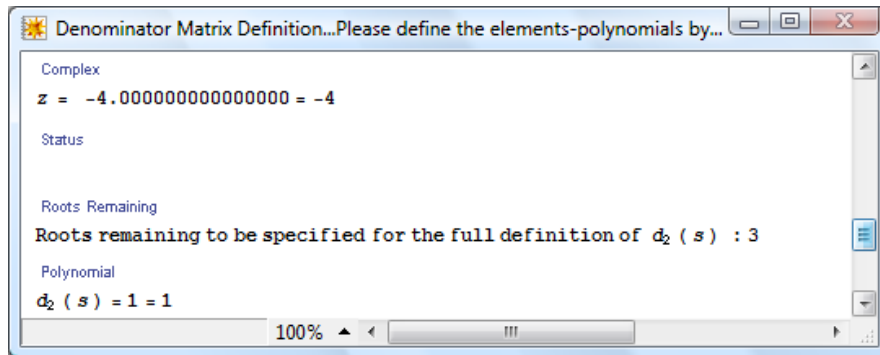 Denominator Matrix Definition...Please define the elements-polynomials by...
Complex
z = -4.000000000000000 = -4
Status
Roots Remaining
Roots remaining to be specified for the full definition of d₂ ( s ) : 3
Polynomial
d₂ ( s ) = 1 = 1
100%